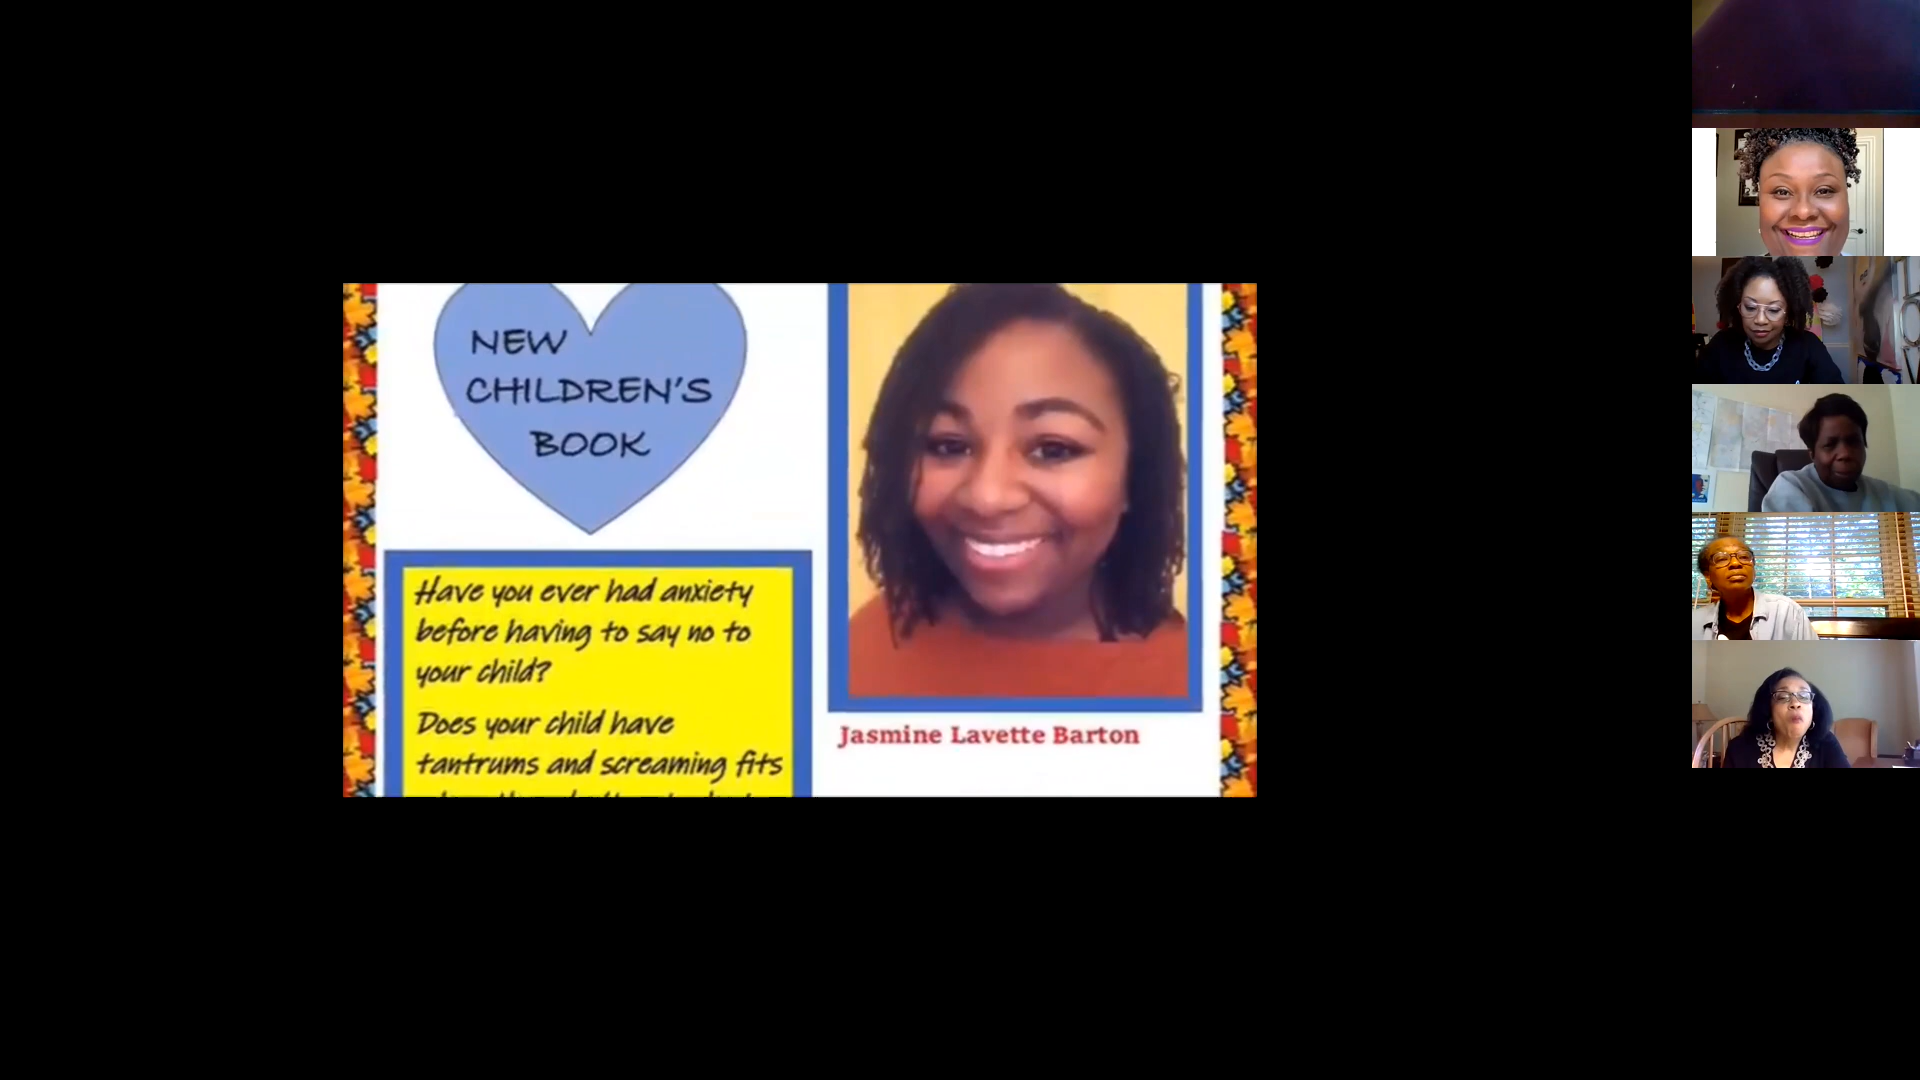 NEW
CHILDREN'S
BOOK
Have you ever had anxiety
before having to say no to
your child?
Does your child have
tantrums and screaming fits
Jasmine Lavette Barton